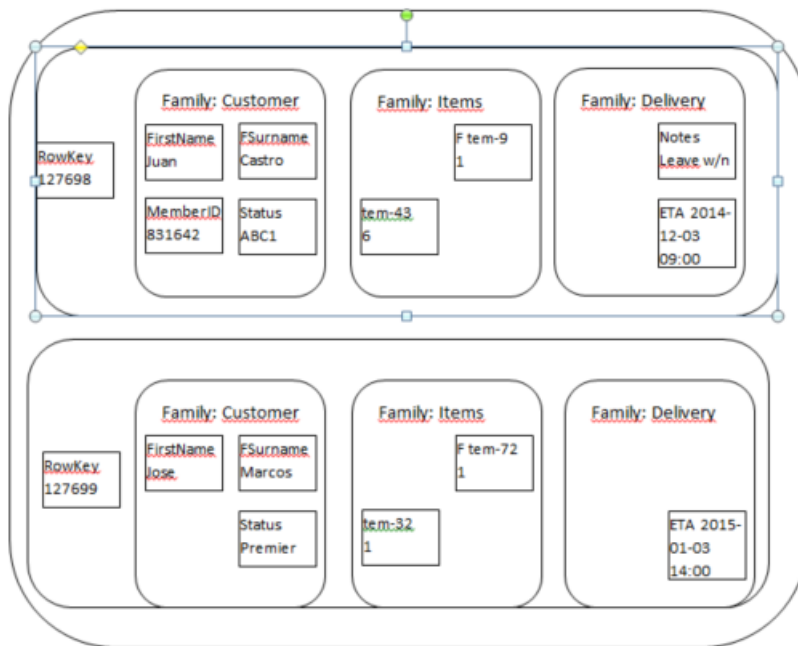 Family: Customer
Family: Items
Family: Delivery
RowKey
127698
FirstName
Juan
FSurname
Castro
MemberID
831642
Status
ABC1
F tem-9
1
tem-43
6
Notes
Leave w/n
ETA 2014-
12-03
09:00
Family: Customer
Family: Items
Family: Delivery
RowKey
127699
FirstName
Jose
FSurname
Marcos
Status
Premier
F tem-72
1
tem-32
1
ETA 2015-
01-03
14:00